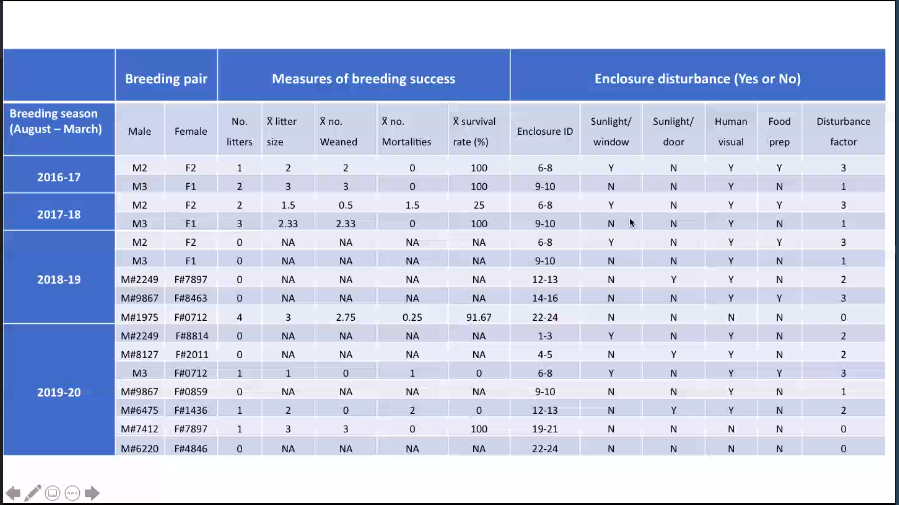 Breeding pair Measures of breeding success Enclosure disturbance (Yes or No)
Breeding season (August – March) Male Female No. litters X̄ litter size X̄ no. Weaned X̄ no. Mortalities X̄ survival rate (%) Enclosure ID Sunlight/ window Sunlight/ door Human visual Food prep Disturbance factor
2016-17 M2 F2 1 2 2 0 100 6-8 Y N Y Y 3
M3 F1 2 3 3 0 100 9-10 N N Y N 1
2017-18 M2 F2 2 1.5 0.5 1.5 25 6-8 Y N Y Y 3
M3 F1 3 2.33 2.33 0 100 9-10 N N Y N 1
2018-19 M2 F2 0 NA NA NA NA 6-8 Y N Y Y 3
M3 F1 0 NA NA NA NA 9-10 N N Y N 1
M#2249 F#7897 0 NA NA NA NA 12-13 N Y Y N 2
M#9867 F#8463 0 NA NA NA NA 14-16 N N Y Y 3
M#1975 F#0712 4 3 2.75 0.25 91.67 22-24 N N N N 0
2019-20 M#2249 F#8814 0 NA NA NA NA 1-3 Y N Y N 2
M#8127 F#2011 0 NA NA NA NA 4-5 N Y Y N 2
M3 F#0712 1 1 0 1 0 6-8 Y N Y Y 3
M#9867 F#0859 0 NA NA NA NA 9-10 N N Y N 1
M#6475 F#1436 1 2 0 2 0 12-13 N Y Y N 2
M#7412 F#7897 1 3 3 0 100 19-21 N N N N 0
M#6220 F#4846 0 NA NA NA NA 22-24 N N N N 0